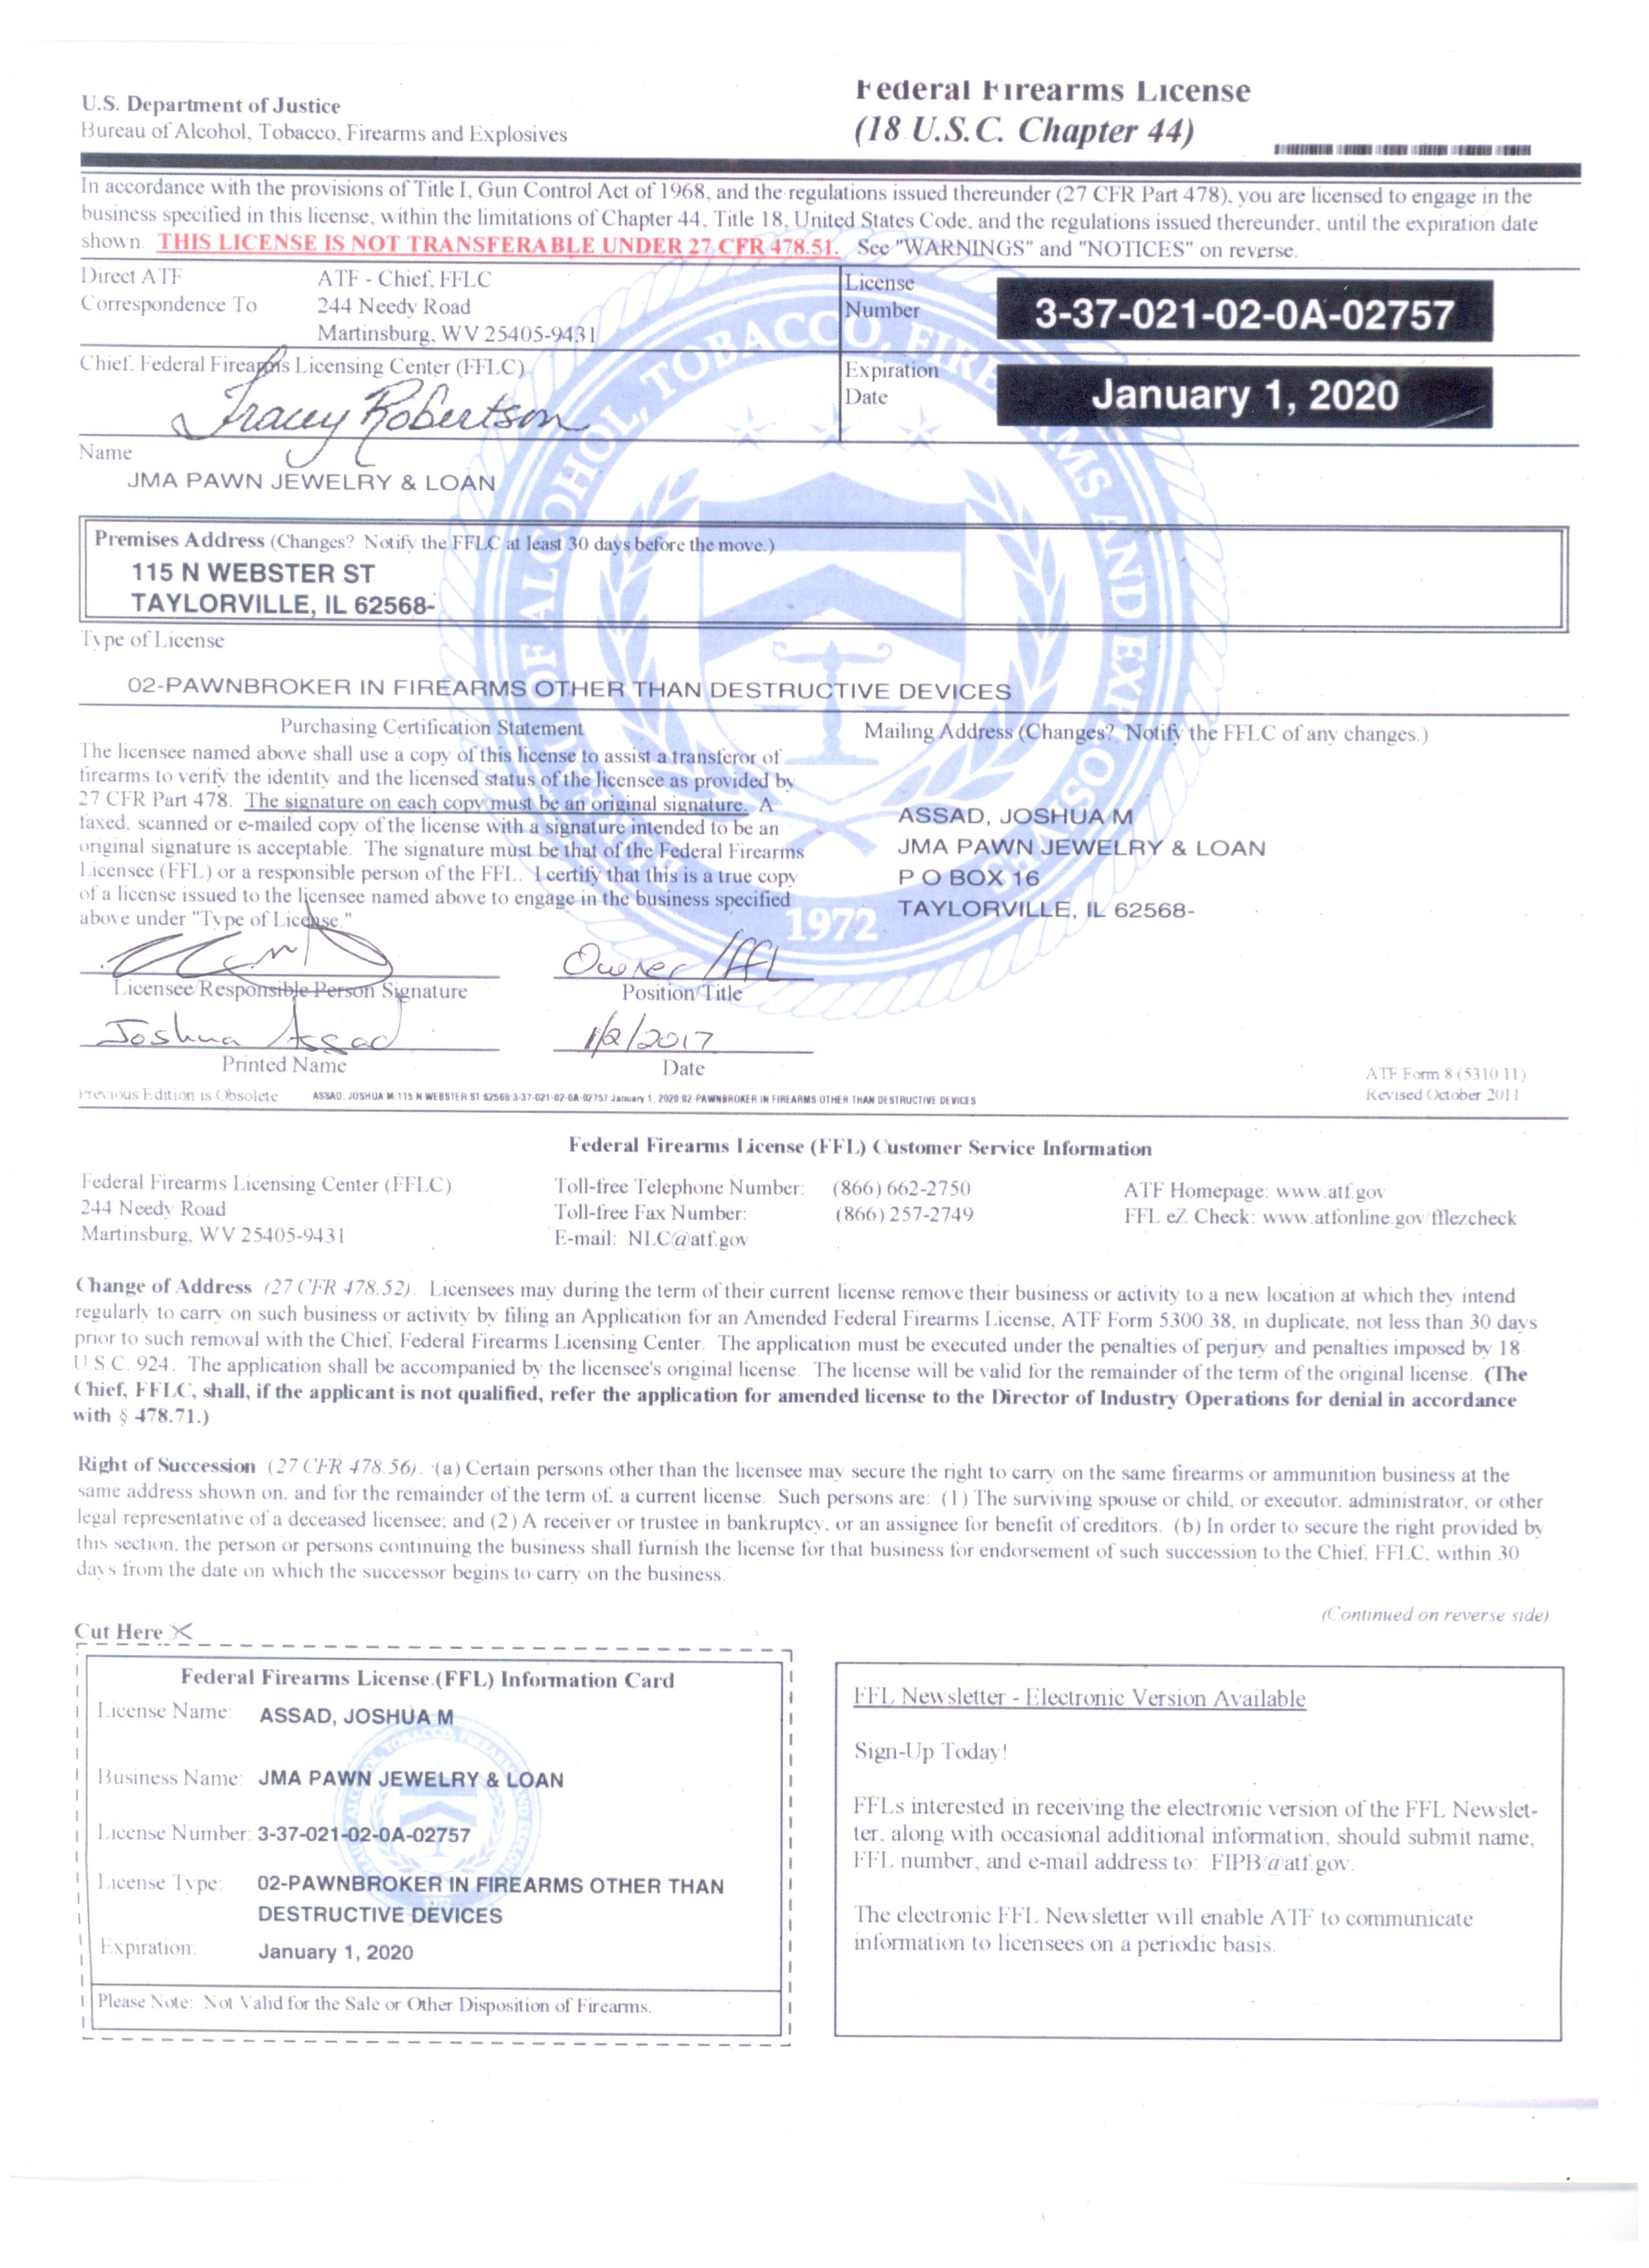 U.S. Department of Justice
Bureau of Alcohol, Tobacco, Firearms and Explosives
Federal Firearms License
(18 U.S.C. Chapter 44)
In accordance with the provisions of Title I, Gun Control Act of 1968, and the regulations issued thereunder (27 CFR Part 478), you are licensed to engage in the
business specified in this license, within the limitations of Chapter 44, Title 18, United States Code, and the regulations issued thereunder, until the expiration date
shown. THIS LICENSE IS NOT TRANSFERABLE UNDER 27 CFR 478.51. See "WARNINGS" and "NOTICES" on reverse.
Direct ATF
Correspondence To
ATF - Chief, FFLC
244 Needy Road
Martinsburg, WV 25405-9431
License
Number
3-37-021-02-0A-02757
Chief, Federal Firearms Licensing Center (FFLC)
Tracey Robertson
Expiration
Date
January 1, 2020
Name
JMA PAWN JEWELRY & LOAN
Premises Address (Changes? Notify the FFLC at least 30 days before the move.)
115 N WEBSTER ST
TAYLORVILLE, IL 62568-
Type of License
02-PAWNBROKER IN FIREARMS OTHER THAN DESTRUCTIVE DEVICES
Purchasing Certification Statement
The licensee named above shall use a copy of this license to assist a transferor of
firearms to verify the identity and the licensed status of the licensee as provided by
27 CFR Part 478. The signature on each copy must be an original signature. A
faxed, scanned or e-mailed copy of the license with a signature intended to be an
original signature is acceptable. The signature must be that of the Federal Firearms
Licensee (FFL) or a responsible person of the FFL. I certify that this is a true copy
of a license issued to the licensee named above to engage in the business specified
above under "Type of License."
Mailing Address (Changes? Notify the FFLC of any changes.)
ASSAD, JOSHUA M
JMA PAWN JEWELRY & LOAN
P O BOX 16
TAYLORVILLE, IL 62568-
1972
Owner/FFL
Licensee/Responsible Person Signature
Position/Title
Joshua Assad
1/2/2017
Printed Name
Date
ATF Form 8 (5310.11)
Revised October 2011
Previous Edition is Obsolete
ASSAD, JOSHUA M:115 N WEBSTER ST:62568:3-37-021-02-0A-02757:January 1, 2020:02-PAWNBROKER IN FIREARMS OTHER THAN DESTRUCTIVE DEVICES
Federal Firearms License (FFL) Customer Service Information
Federal Firearms Licensing Center (FFLC)
244 Needy Road
Martinsburg, WV 25405-9431
Toll-free Telephone Number: (866) 662-2750
Toll-free Fax Number: (866) 257-2749
E-mail: NLC@atf.gov
ATF Homepage: www.atf.gov
FFL eZ Check: www.atfonline.gov/fflezcheck
Change of Address (27 CFR 478.52). Licensees may during the term of their current license remove their business or activity to a new location at which they intend
regularly to carry on such business or activity by filing an Application for an Amended Federal Firearms License, ATF Form 5300.38, in duplicate, not less than 30 days
prior to such removal with the Chief, Federal Firearms Licensing Center. The application must be executed under the penalties of perjury and penalties imposed by 18
U.S.C. 924. The application shall be accompanied by the licensee's original license. The license will be valid for the remainder of the term of the original license. (The
Chief, FFLC, shall, if the applicant is not qualified, refer the application for amended license to the Director of Industry Operations for denial in accordance
with § 478.71.)
Right of Succession (27 CFR 478.56). (a) Certain persons other than the licensee may secure the right to carry on the same firearms or ammunition business at the
same address shown on, and for the remainder of the term of, a current license. Such persons are: (1) The surviving spouse or child, or executor, administrator, or other
legal representative of a deceased licensee; and (2) A receiver or trustee in bankruptcy, or an assignee for benefit of creditors. (b) In order to secure the right provided by
this section, the person or persons continuing the business shall furnish the license for that business for endorsement of such succession to the Chief, FFLC, within 30
days from the date on which the successor begins to carry on the business.
(Continued on reverse side)
Cut Here
Federal Firearms License (FFL) Information Card
License Name: ASSAD, JOSHUA M
Business Name: JMA PAWN JEWELRY & LOAN
License Number: 3-37-021-02-0A-02757
License Type: 02-PAWNBROKER IN FIREARMS OTHER THAN
DESTRUCTIVE DEVICES
Expiration: January 1, 2020
Please Note: Not Valid for the Sale or Other Disposition of Firearms.
FFL Newsletter - Electronic Version Available
Sign-Up Today!
FFLs interested in receiving the electronic version of the FFL Newslet-
ter, along with occasional additional information, should submit name,
FFL number, and e-mail address to: FIPB@atf.gov.
The electronic FFL Newsletter will enable ATF to communicate
information to licensees on a periodic basis.